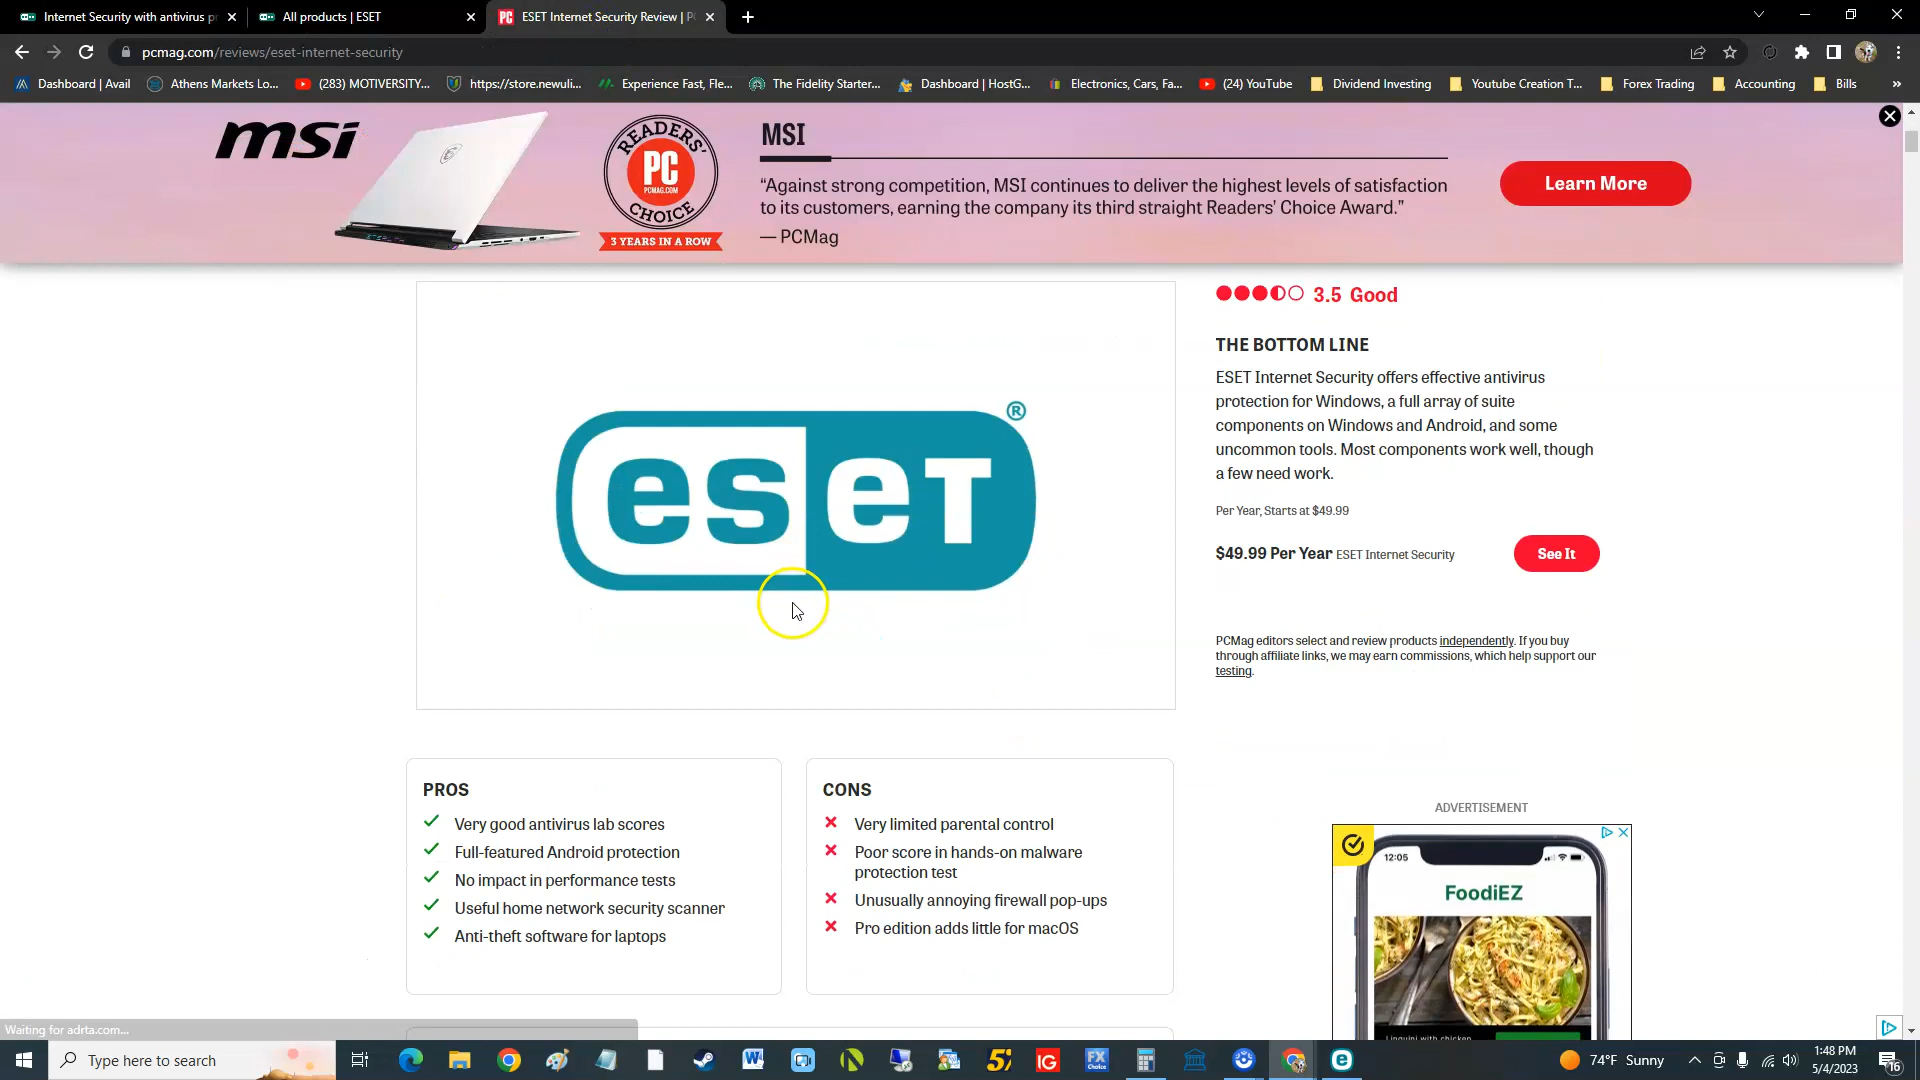 Internet Security with antivirus pr
All products | ESET
PC ESET Internet Security Review | P
pcmag.com/reviews/eset-internet-security
Dashboard | Avail
Athens Markets Lo...
(283) MOTIVERSITY...
https://store.newuli...
Experience Fast, Fle...
The Fidelity Starter...
Dashboard | HostG...
Electronics, Cars, Fa...
(24) YouTube
Dividend Investing
Youtube Creation T...
Forex Trading
Accounting
Bills
»
msi
READERS'
PC
PCMAG.COM
CHOICE
3 YEARS IN A ROW
MSI
“Against strong competition, MSI continues to deliver the highest levels of satisfaction
to its customers, earning the company its third straight Readers’ Choice Award.”
— PCMag
Learn More
eseT ®
3.5 Good
THE BOTTOM LINE
ESET Internet Security offers effective antivirus
protection for Windows, a full array of suite
components on Windows and Android, and some
uncommon tools. Most components work well, though
a few need work.
Per Year, Starts at $49.99
$49.99 Per Year ESET Internet Security
See It
PCMag editors select and review products independently. If you buy
through affiliate links, we may earn commissions, which help support our
testing.
PROS
Very good antivirus lab scores
Full-featured Android protection
No impact in performance tests
Useful home network security scanner
Anti-theft software for laptops
CONS
Very limited parental control
Poor score in hands-on malware
protection test
Unusually annoying firewall pop-ups
Pro edition adds little for macOS
ADVERTISEMENT
12:05
FoodiEZ
Linguini with chicken
Waiting for adrta.com...
Type here to search
IG
FX
Choice
74°F Sunny
1:48 PM
5/4/2023
16